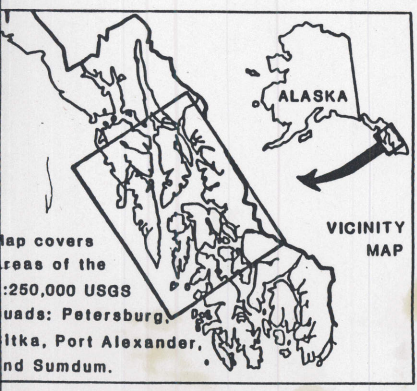 ALASKA
VICINITY
MAP
ap covers
reas of the
:250,000 USGS
uads: Petersburg,
itka, Port Alexander,
nd Sumdum.